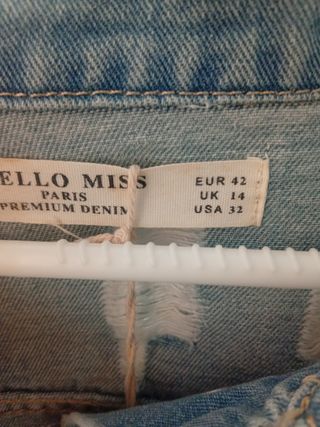 ELLO MISS
PARIS
PREMIUM DENIM
EUR 42
UK 14
USA 32